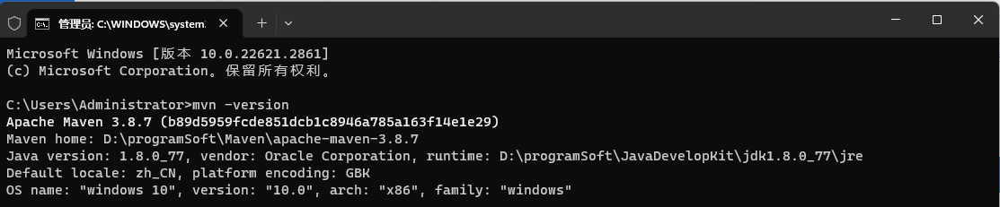 管理员: C:\WINDOWS\system:
Microsoft Windows [版本 10.0.22621.2861]
(c) Microsoft Corporation。保留所有权利。
C:\Users\Administrator>mvn -version
Apache Maven 3.8.7 (b89d5959fcde851dcb1c8946a785a163f14e1e29)
Maven home: D:\programSoft\Maven\apache-maven-3.8.7
Java version: 1.8.0_77, vendor: Oracle Corporation, runtime: D:\programSoft\JavaDevelopKit\jdk1.8.0_77\jre
Default locale: zh_CN, platform encoding: GBK
OS name: "windows 10", version: "10.0", arch: "x86", family: "windows"